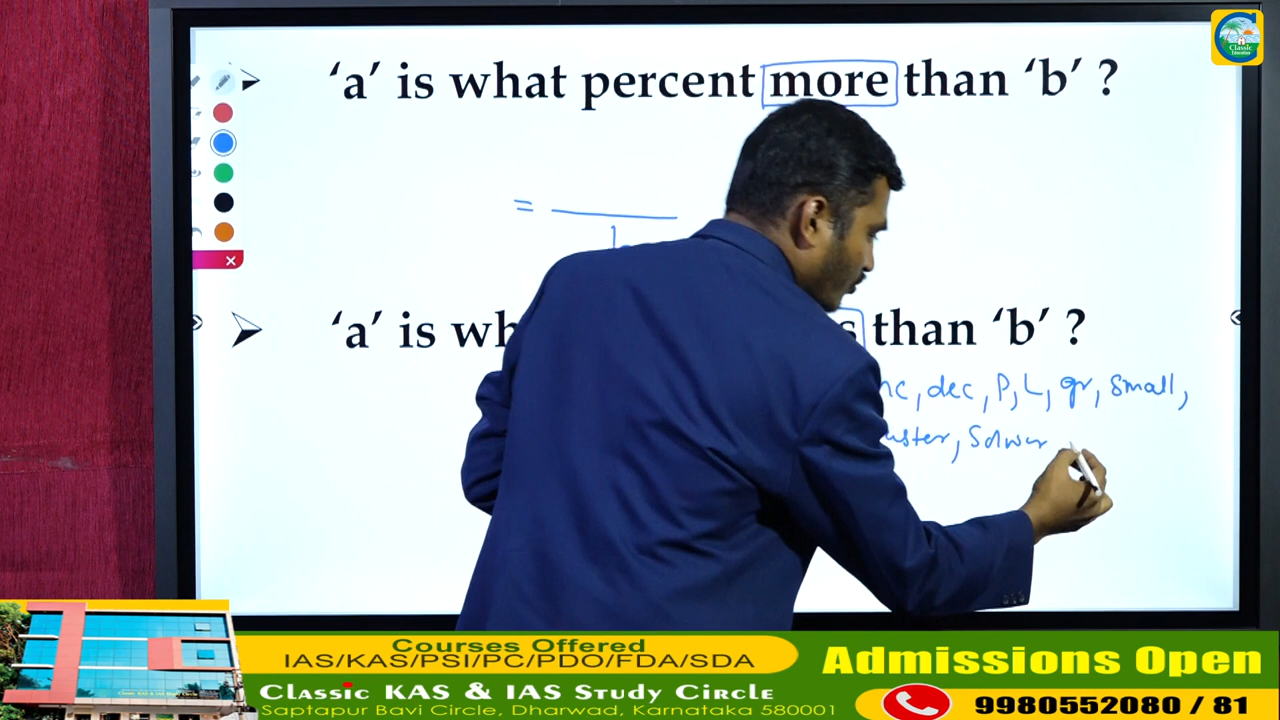 Classic
Education
'a' is what percent more than 'b' ?
=
'a' is wh s than 'b' ?
nc, dec, P, L, gr, small,
uster, Slower
Courses Offered
IAS/KAS/PSI/PC/PDO/FDA/SDA
Admissions Open
Classic KAS & IAS Study Circle
Saptapur Bavi Circle, Dharwad, Karnataka 580001
9980552080 / 81